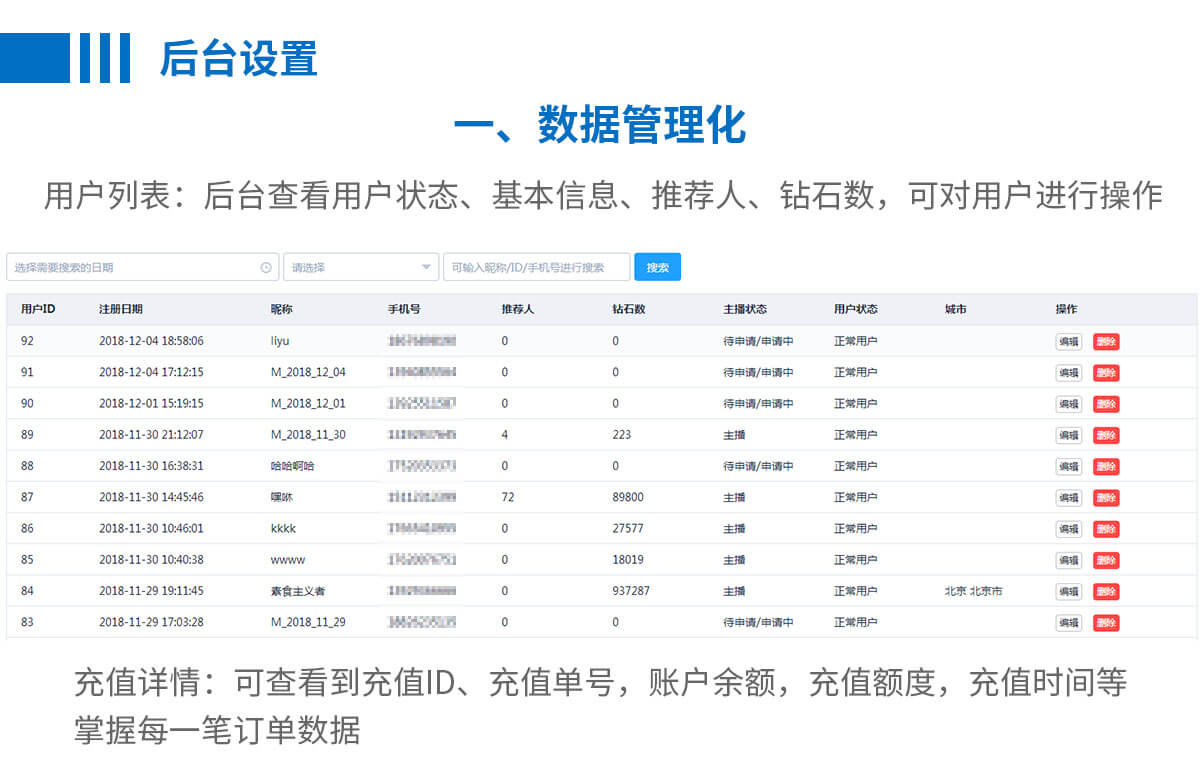 后台设置
一、数据管理化
用户列表：后台查看用户状态、基本信息、推荐人、钻石数，可对用户进行操作
选择需要搜索的日期 请选择 可输入昵称/ID/手机号进行搜索 搜索
用户ID 注册日期 昵称 手机号 推荐人 钻石数 主播状态 用户状态 城市 操作
92 2018-12-04 18:58:06 liyu 0 0 待申请/申请中 正常用户 编辑 删除
91 2018-12-04 17:12:15 M_2018_12_04 0 0 待申请/申请中 正常用户 编辑 删除
90 2018-12-01 15:19:15 M_2018_12_01 0 0 待申请/申请中 正常用户 编辑 删除
89 2018-11-30 21:12:07 M_2018_11_30 4 223 主播 正常用户 编辑 删除
88 2018-11-30 16:38:31 哈哈啊哈 0 0 待申请/申请中 正常用户 编辑 删除
87 2018-11-30 14:45:46 嘿咻 72 89800 主播 正常用户 编辑 删除
86 2018-11-30 10:46:01 kkkk 0 27577 主播 正常用户 编辑 删除
85 2018-11-30 10:40:38 wwww 0 18019 主播 正常用户 编辑 删除
84 2018-11-29 19:11:45 素食主义者 0 937287 主播 正常用户 北京 北京市 编辑 删除
83 2018-11-29 17:03:28 M_2018_11_29 0 0 待申请/申请中 正常用户 编辑 删除
充值详情：可查看到充值ID、充值单号，账户余额，充值额度，充值时间等
掌握每一笔订单数据